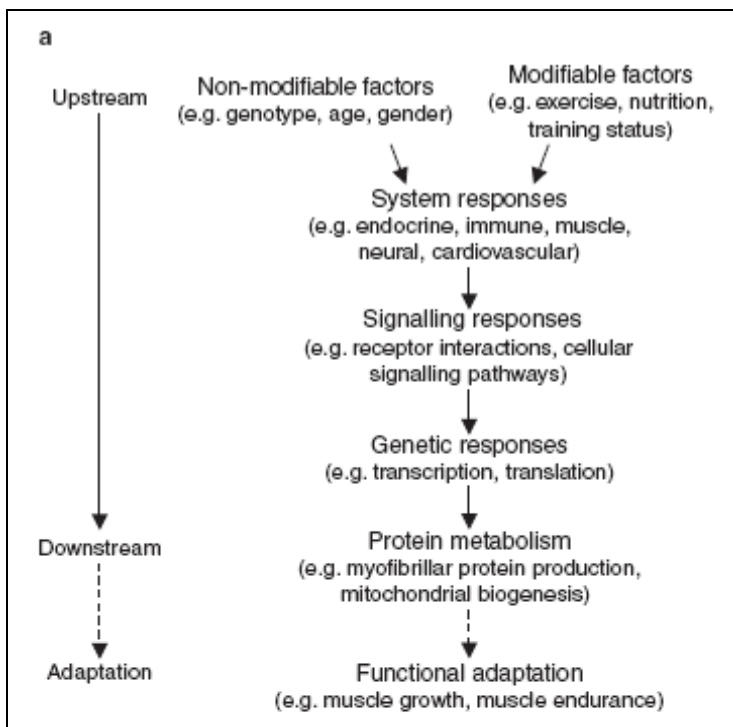 a
Upstream
Non-modifiable factors
(e.g. genotype, age, gender)
Modifiable factors
(e.g. exercise, nutrition,
training status)
System responses
(e.g. endocrine, immune, muscle,
neural, cardiovascular)
Signalling responses
(e.g. receptor interactions, cellular
signalling pathways)
Genetic responses
(e.g. transcription, translation)
Downstream
Protein metabolism
(e.g. myofibrillar protein production,
mitochondrial biogenesis)
Adaptation
Functional adaptation
(e.g. muscle growth, muscle endurance)